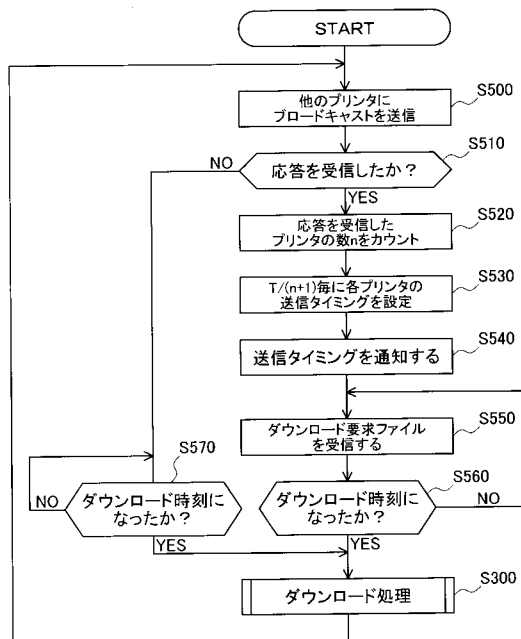 START
他のプリンタに
ブロードキャストを送信
S500
応答を受信したか？
S510
NO
YES
応答を受信した
プリンタの数nをカウント
S520
T/(n+1)毎に各プリンタの
送信タイミングを設定
S530
送信タイミングを通知する
S540
ダウンロード要求ファイル
を受信する
S550
ダウンロード時刻に
なったか？
S570
NO
YES
ダウンロード時刻に
なったか？
S560
NO
YES
ダウンロード処理
S300